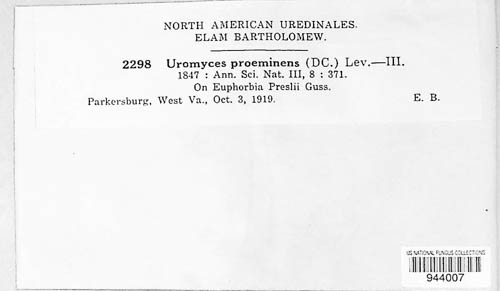 NORTH AMERICAN UREDINALES.
ELAM BARTHOLOMEW.
2298 Uromyces proeminens (DC.) Lev.—III.
1847 : Ann. Sci. Nat. III, 8 : 371.
On Euphorbia Preslii Guss.
Parkersburg, West Va., Oct. 3, 1919. E. B.
US NATIONAL FUNGUS COLLECTIONS
944007